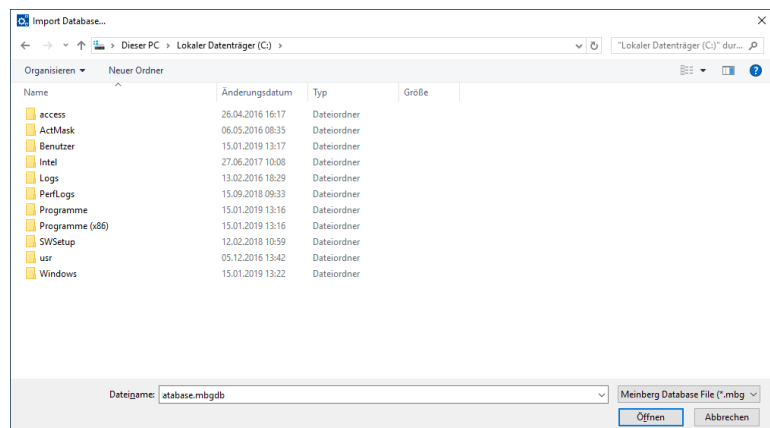 Import Database...
Dieser PC > Lokaler Datenträger (C:) >
"Lokaler Datenträger (C:)" dur...
Organisieren Neuer Ordner
Name Änderungsdatum Typ Größe
access 26.04.2016 16:17 Dateiordner
ActMask 06.05.2016 08:35 Dateiordner
Benutzer 15.01.2019 13:17 Dateiordner
Intel 27.06.2017 10:08 Dateiordner
Logs 13.02.2016 18:29 Dateiordner
PerfLogs 15.09.2018 09:33 Dateiordner
Programme 15.01.2019 13:16 Dateiordner
Programme (x86) 15.01.2019 13:16 Dateiordner
SWSetup 12.02.2018 10:59 Dateiordner
usr 05.12.2016 13:42 Dateiordner
Windows 15.01.2019 13:22 Dateiordner
Dateiname: atabase.mbgdb Meinberg Database File (*.mbg
Öffnen Abbrechen